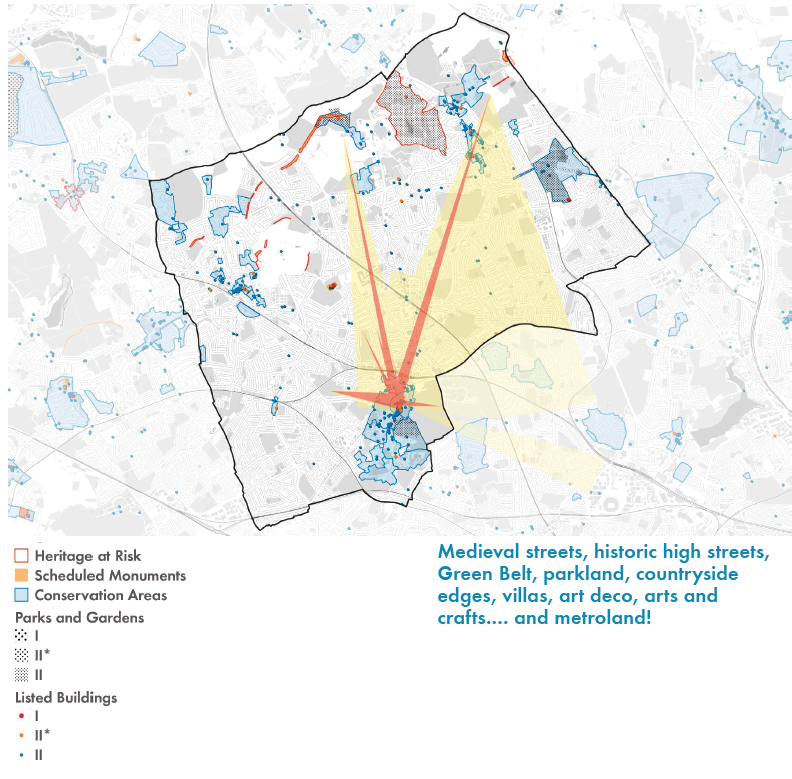 Heritage at Risk
Scheduled Monuments
Conservation Areas
Parks and Gardens
I
II*
II
Listed Buildings
I
II*
II
Medieval streets, historic high streets,
Green Belt, parkland, countryside
edges, villas, art deco, arts and
crafts.... and metroland!